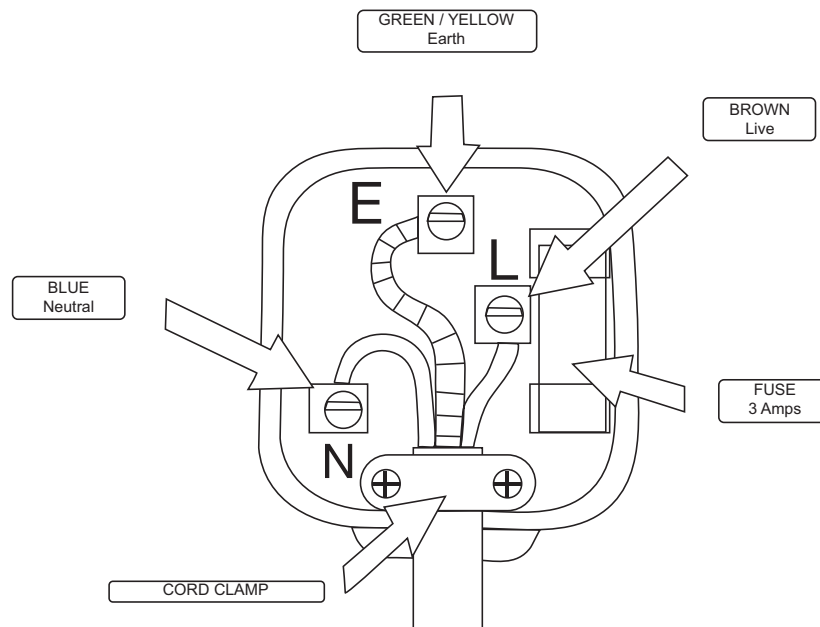 GREEN / YELLOW
Earth
BROWN
Live
E
L
BLUE
Neutral
FUSE
3 Amps
N
CORD CLAMP